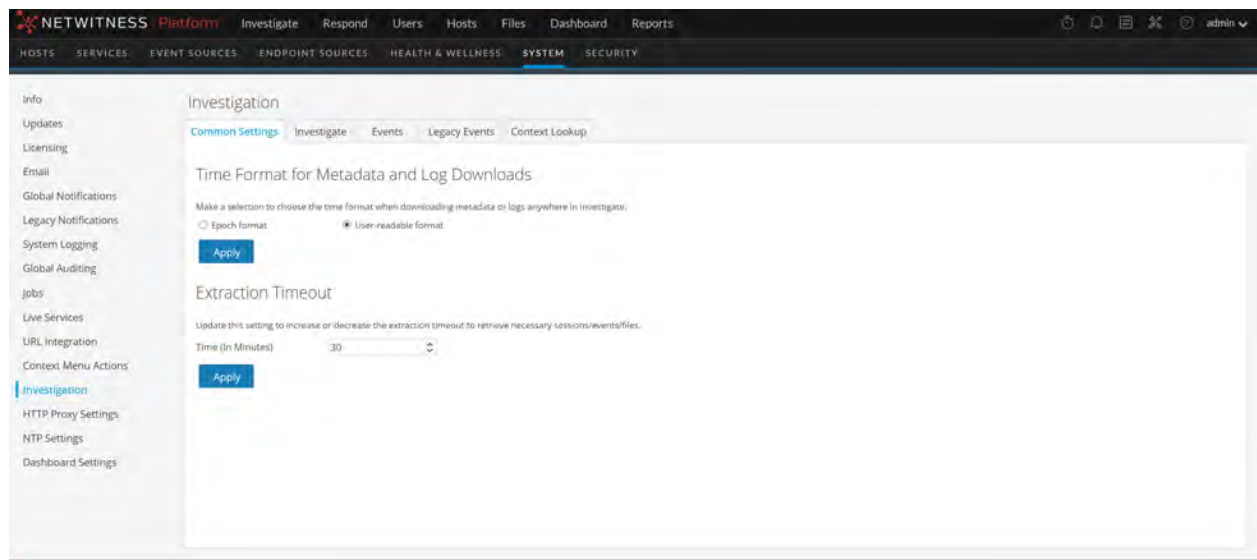 NETWITNESS Platform Investigate Respond Users Hosts Files Dashboard Reports admin
HOSTS SERVICES EVENT SOURCES ENDPOINT SOURCES HEALTH & WELLNESS SYSTEM SECURITY
Info
Updates
Licensing
Email
Global Notifications
Legacy Notifications
System Logging
Global Auditing
Jobs
Live Services
URL Integration
Context Menu Actions
Investigation
HTTP Proxy Settings
NTP Settings
Dashboard Settings
Investigation
Common Settings Investigate Events Legacy Events Context Lookup
Time Format for Metadata and Log Downloads
Make a selection to choose the time format when downloading metadata or logs anywhere in investigate.
Epoch format User-readable format
Apply
Extraction Timeout
Update this setting to increase or decrease the extraction timeout to retrieve necessary sessions/events/files.
Time (In Minutes) 30
Apply